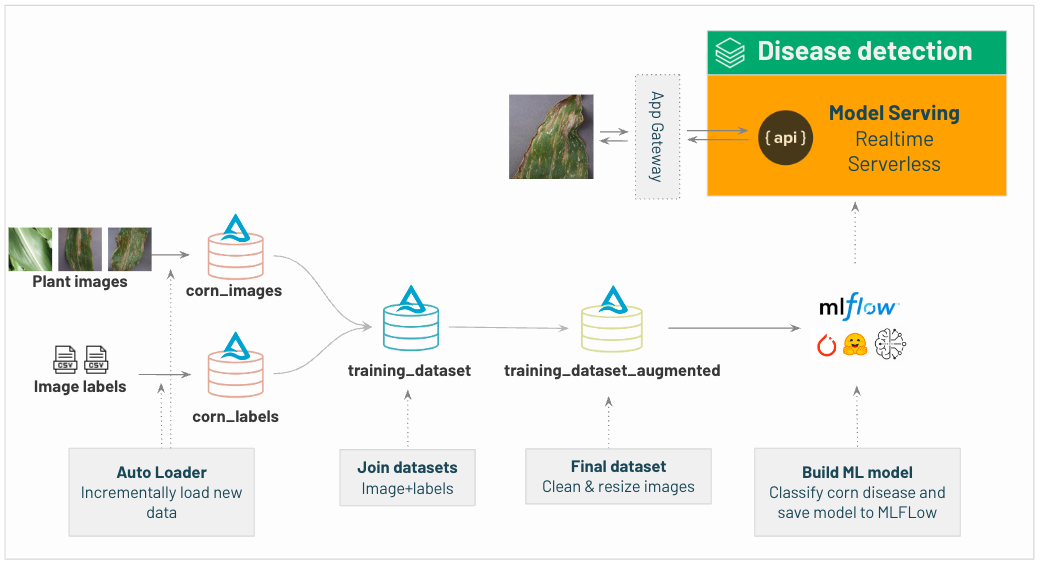 Disease detection
App Gateway
{ api }
Model Serving
Realtime
Serverless
Plant images
corn_images
mlflow™
CSV
CSV
Image labels
corn_labels
training_dataset
training_dataset_augmented
Auto Loader
Incrementally load new
data
Join datasets
Image+labels
Final dataset
Clean & resize images
Build ML model
Classify corn disease and
save model to MLFLow